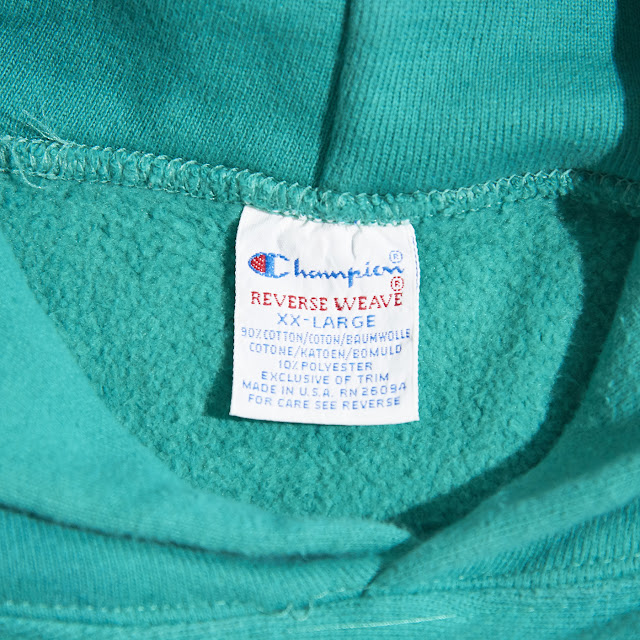 Champion®
REVERSE WEAVE®
XX-LARGE
90% COTTON/COTON/BAUMWOLLE
COTONE/KATOEN/BOMULD
10% POLYESTER
EXCLUSIVE OF TRIM
MADE IN U.S.A. RN 26094
FOR CARE SEE REVERSE